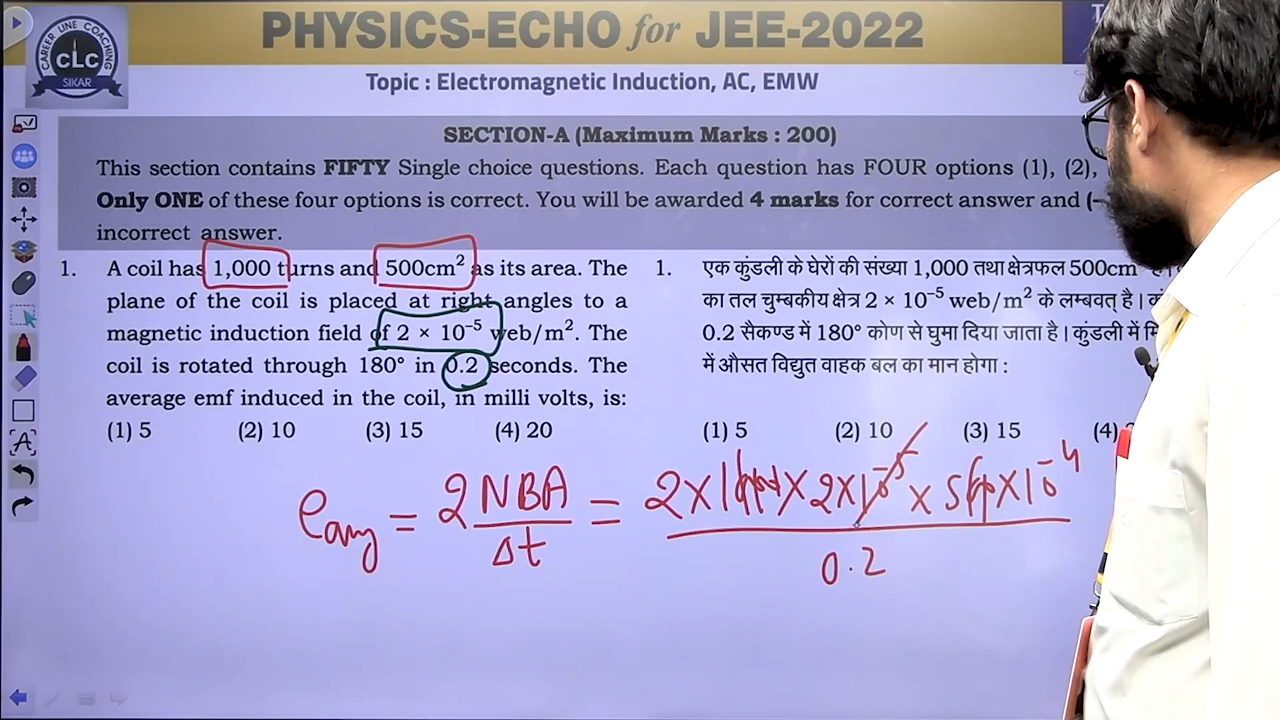 PHYSICS-ECHO for JEE-2022
CAREER LINE COACHING
CLC
SIKAR
Topic : Electromagnetic Induction, AC, EMW
SECTION-A (Maximum Marks : 200)
This section contains FIFTY Single choice questions. Each question has FOUR options (1), (2),
Only ONE of these four options is correct. You will be awarded 4 marks for correct answer and (–
incorrect answer.
1. A coil has 1,000 turns and 500cm² as its area. The
plane of the coil is placed at right angles to a
magnetic induction field of 2 × 10⁻⁵ web/m². The
coil is rotated through 180° in 0.2 seconds. The
average emf induced in the coil, in milli volts, is:
(1) 5 (2) 10 (3) 15 (4) 20
1. एक कुंडली के घेरों की संख्या 1,000 तथा क्षेत्रफल 500cm
का तल चुम्बकीय क्षेत्र 2 × 10⁻⁵ web/m² के लम्बवत् है।
0.2 सैकण्ड में 180° कोण से घुमा दिया जाता है। कुंडली में
में औसत विद्युत वाहक बल का मान होगा :
(1) 5 (2) 10 (3) 15 (4)
e avg = 2NBA / Δt = 2×1000×2×10⁻⁵×500×10⁻⁴ / 0.2